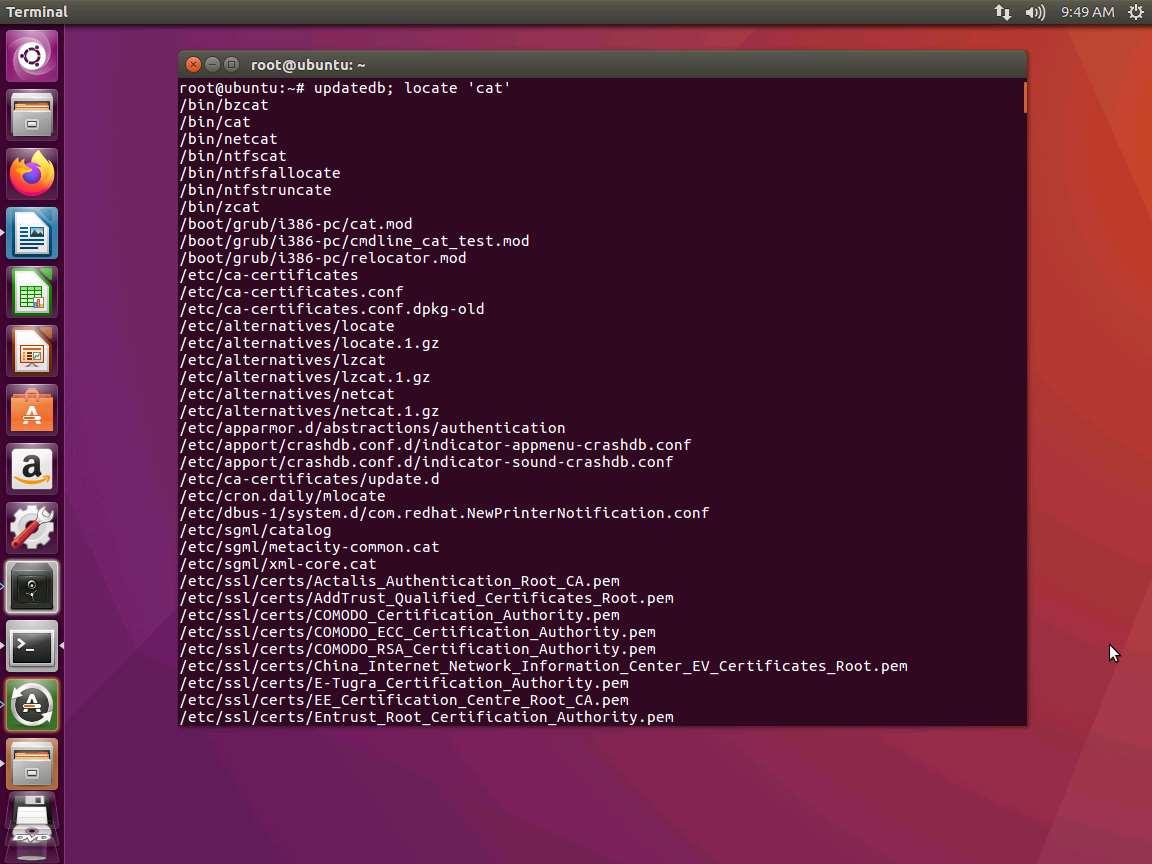 Terminal
9:49 AM
root@ubuntu: ~
root@ubuntu:~# updatedb; locate 'cat'
/bin/bzcat
/bin/cat
/bin/netcat
/bin/ntfscat
/bin/ntfsfallocate
/bin/ntfstruncate
/bin/zcat
/boot/grub/i386-pc/cat.mod
/boot/grub/i386-pc/cmdline_cat_test.mod
/boot/grub/i386-pc/relocator.mod
/etc/ca-certificates
/etc/ca-certificates.conf
/etc/ca-certificates.conf.dpkg-old
/etc/alternatives/locate
/etc/alternatives/locate.1.gz
/etc/alternatives/lzcat
/etc/alternatives/lzcat.1.gz
/etc/alternatives/netcat
/etc/alternatives/netcat.1.gz
/etc/apparmor.d/abstractions/authentication
/etc/apport/crashdb.conf.d/indicator-appmenu-crashdb.conf
/etc/apport/crashdb.conf.d/indicator-sound-crashdb.conf
/etc/ca-certificates/update.d
/etc/cron.daily/mlocate
/etc/dbus-1/system.d/com.redhat.NewPrinterNotification.conf
/etc/sgml/catalog
/etc/sgml/metacity-common.cat
/etc/sgml/xml-core.cat
/etc/ssl/certs/Actalis_Authentication_Root_CA.pem
/etc/ssl/certs/AddTrust_Qualified_Certificates_Root.pem
/etc/ssl/certs/COMODO_Certification_Authority.pem
/etc/ssl/certs/COMODO_ECC_Certification_Authority.pem
/etc/ssl/certs/COMODO_RSA_Certification_Authority.pem
/etc/ssl/certs/China_Internet_Network_Information_Center_EV_Certificates_Root.pem
/etc/ssl/certs/E-Tugra_Certification_Authority.pem
/etc/ssl/certs/EE_Certification_Centre_Root_CA.pem
/etc/ssl/certs/Entrust_Root_Certification_Authority.pem
A
a
>_
A
DVD